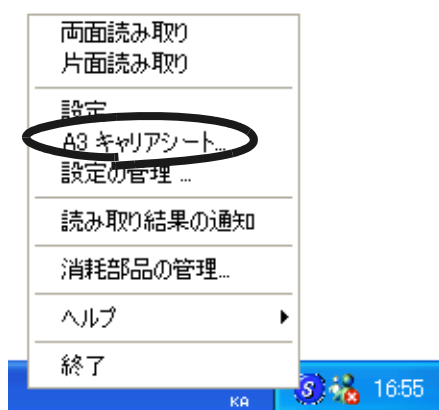 両面読み取り
片面読み取り
設定...
A3 キャリアシート...
設定の管理 ...
読み取り結果の通知
消耗部品の管理...
ヘルプ
終了
KA
S
16:55